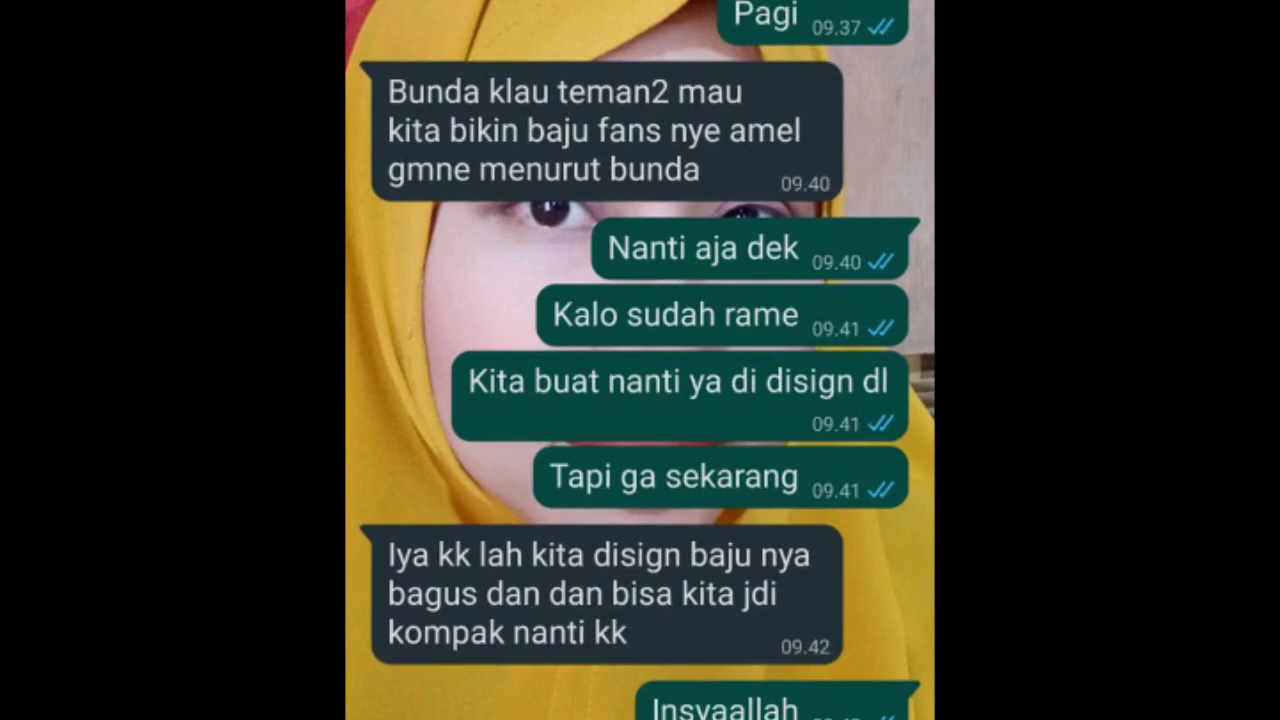 Pagi 09.37
Bunda klau teman2 mau
kita bikin baju fans nye amel
gmne menurut bunda 09.40
Nanti aja dek 09.40
Kalo sudah rame 09.41
Kita buat nanti ya di disign dl
09.41
Tapi ga sekarang 09.41
Iya kk lah kita disign baju nya
bagus dan dan bisa kita jdi
kompak nanti kk 09.42
Insyaallah